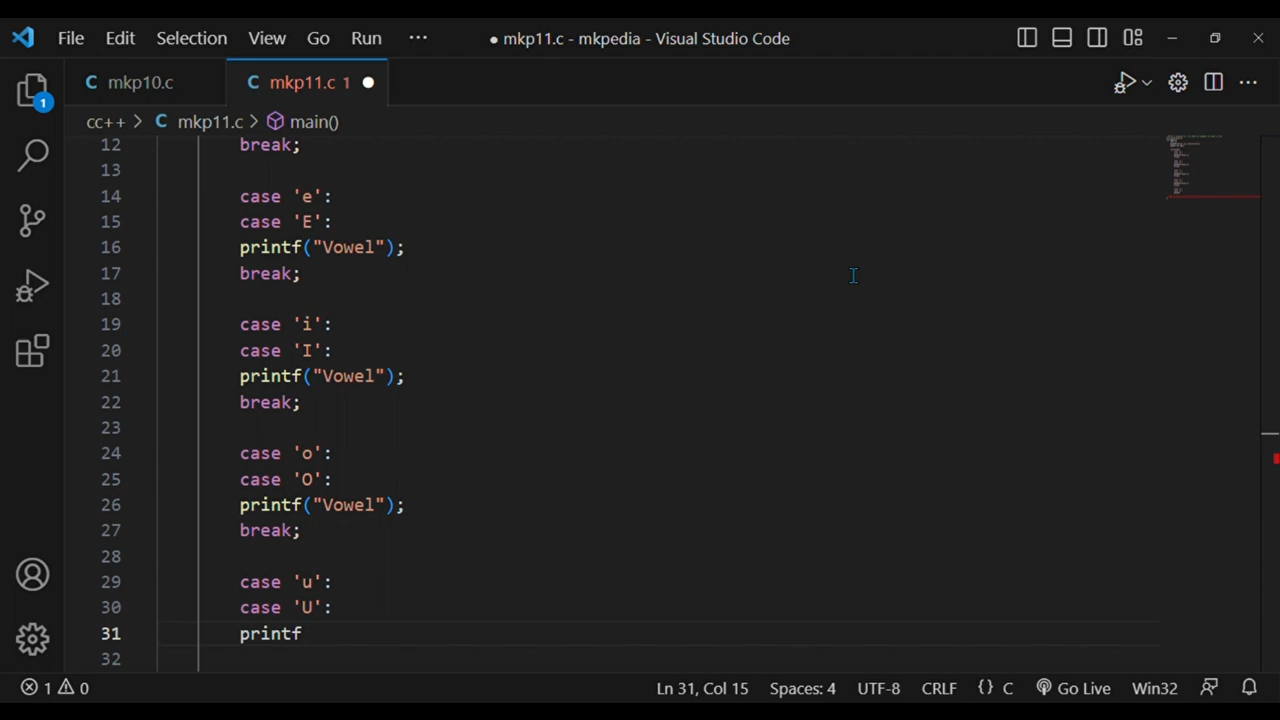 File Edit Selection View Go Run ··· ● mkp11.c - mkpedia - Visual Studio Code
C mkp10.c C mkp11.c 1 ●
1
cc++ > C mkp11.c > main()
12 break;
13
14 case 'e':
15 case 'E':
16 printf("Vowel");
17 break;
18
19 case 'i':
20 case 'I':
21 printf("Vowel");
22 break;
23
24 case 'o':
25 case 'O':
26 printf("Vowel");
27 break;
28
29 case 'u':
30 case 'U':
31 printf
32
1 0 Ln 31, Col 15 Spaces: 4 UTF-8 CRLF {} C Go Live Win32